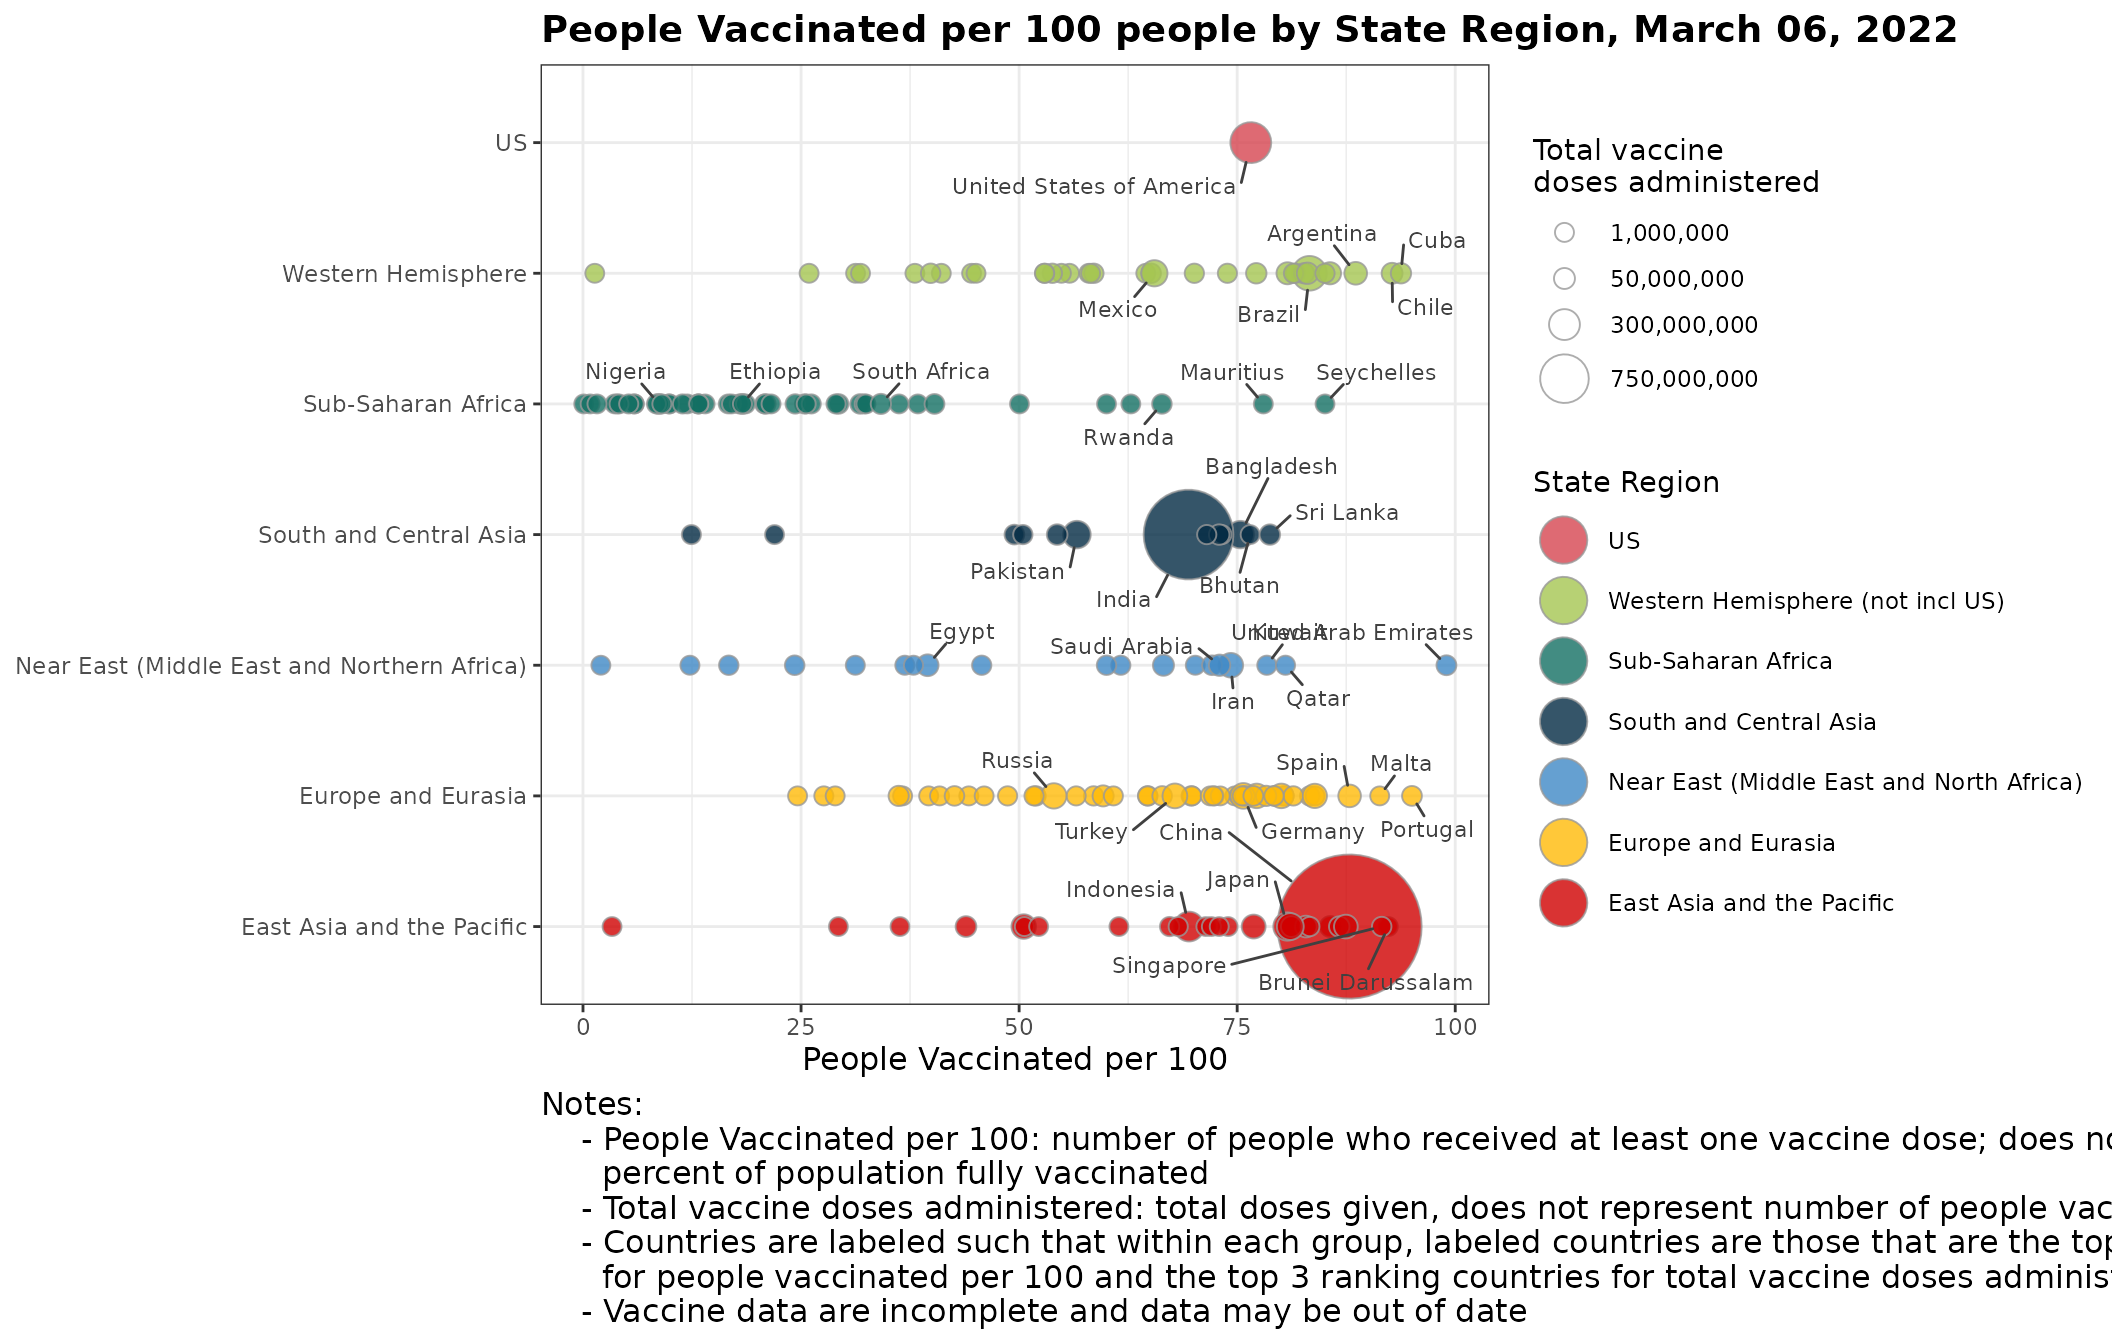 People Vaccinated per 100 people by State Region, March 06, 2022
US
United States of America
Western Hemisphere
Argentina
Cuba
Mexico
Brazil
Chile
Sub-Saharan Africa
Nigeria
Ethiopia
South Africa
Mauritius
Seychelles
Rwanda
South and Central Asia
Bangladesh
Sri Lanka
Pakistan
India
Bhutan
Near East (Middle East and Northern Africa)
Egypt
Saudi Arabia
Kuwait
United Arab Emirates
Iran
Qatar
Europe and Eurasia
Russia
Spain
Malta
Turkey
Germany
Portugal
East Asia and the Pacific
China
Indonesia
Japan
Singapore
Brunei Darussalam
0
25
50
75
100
People Vaccinated per 100
Total vaccine
doses administered
1,000,000
50,000,000
300,000,000
750,000,000
State Region
US
Western Hemisphere (not incl US)
Sub-Saharan Africa
South and Central Asia
Near East (Middle East and North Africa)
Europe and Eurasia
East Asia and the Pacific
Notes:
- People Vaccinated per 100: number of people who received at least one vaccine dose; does
percent of population fully vaccinated
- Total vaccine doses administered: total doses given, does not represent number of people
- Countries are labeled such that within each group, labeled countries are those that are the top
for people vaccinated per 100 and the top 3 ranking countries for total vaccine doses
- Vaccine data are incomplete and data may be out of date